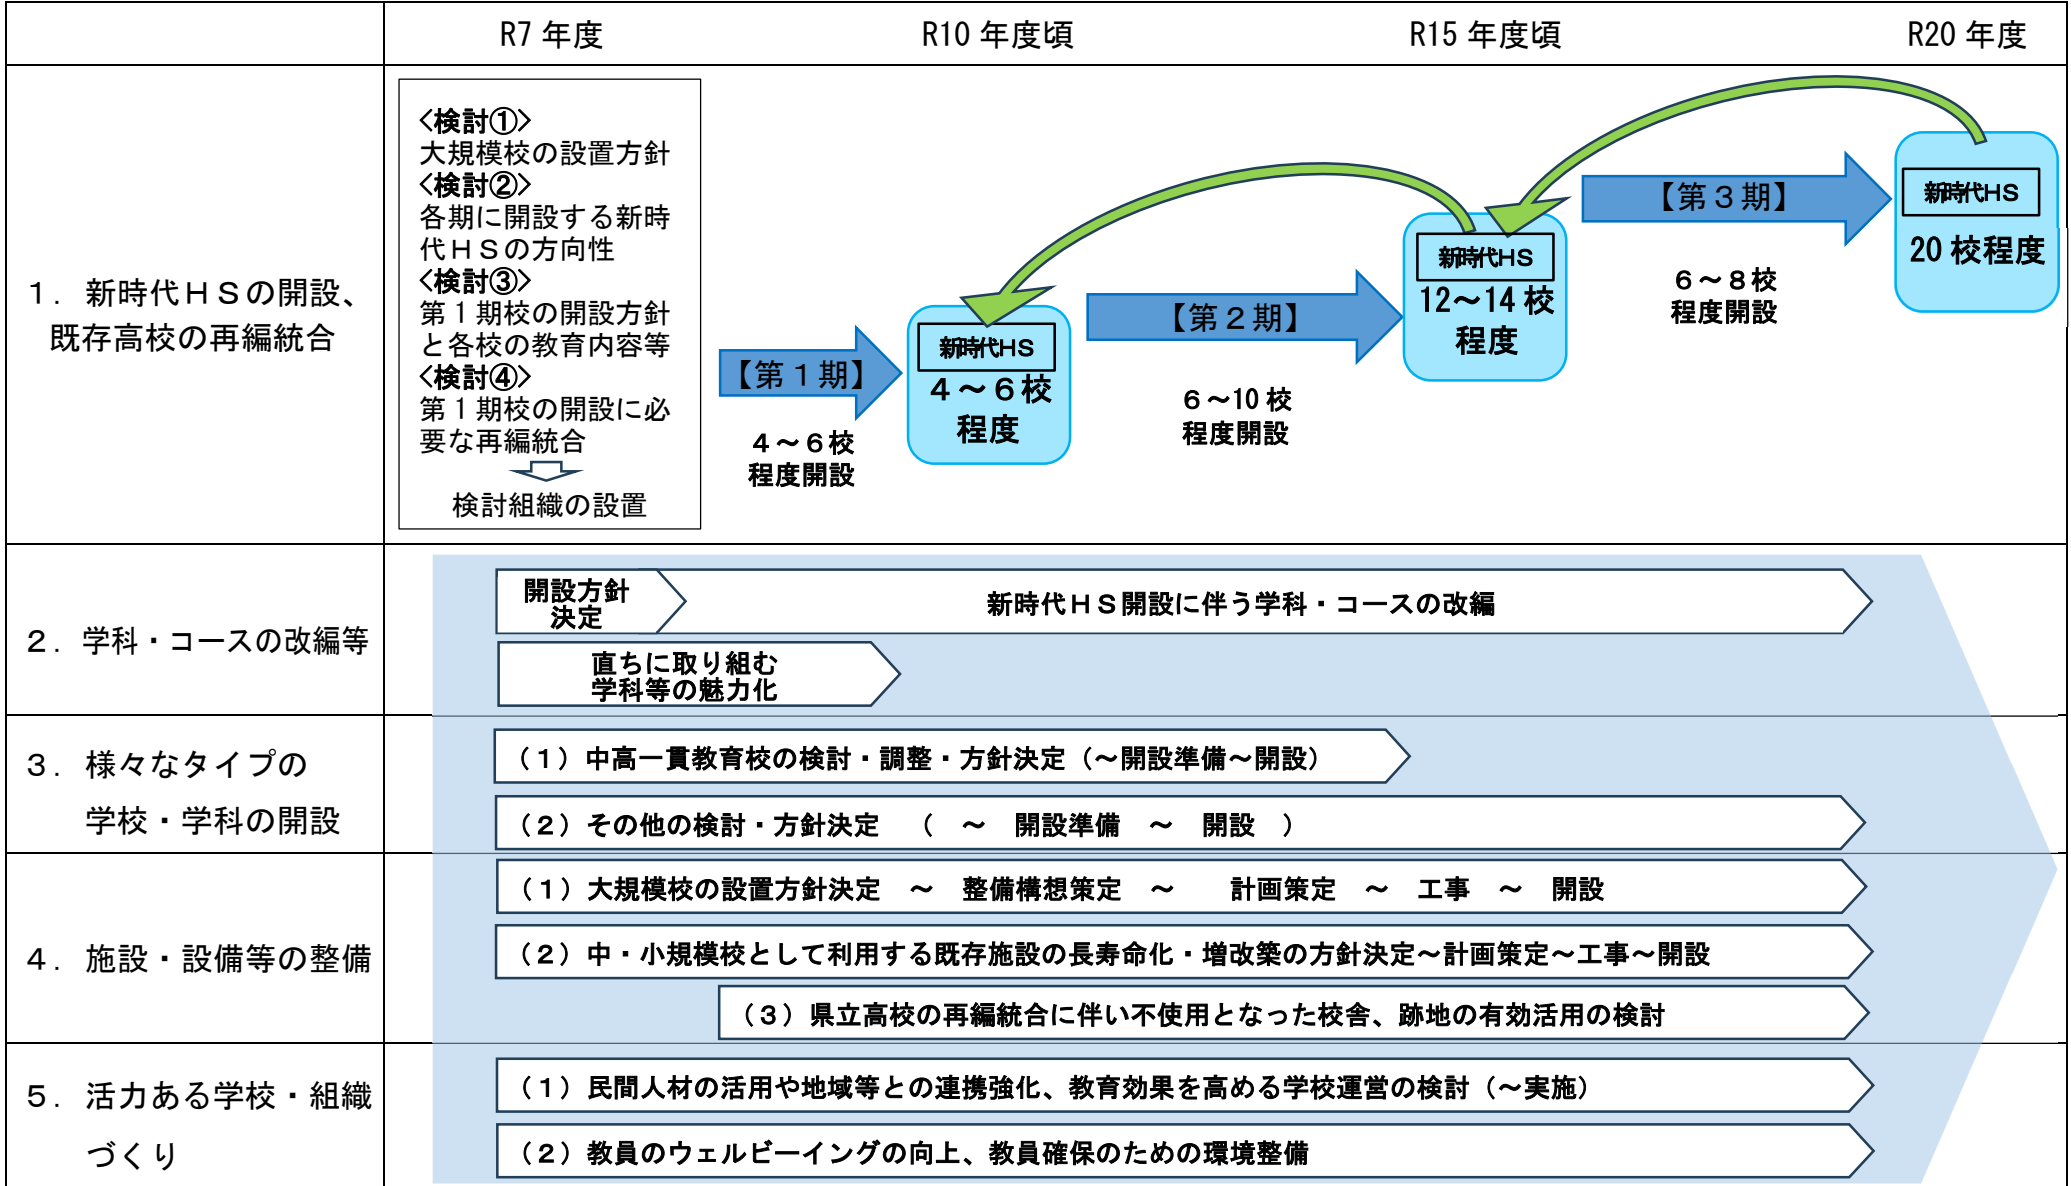 R7 年度
R10 年度頃
R15 年度頃
R20 年度
１．新時代ＨＳの開設、
既存高校の再編統合
<検討①>
大規模校の設置方針
<検討②>
各期に開設する新時
代ＨＳの方向性
<検討③>
第１期校の開設方針
と各校の教育内容等
<検討④>
第１期校の開設に必
要な再編統合
検討組織の設置
【第１期】
４～６校
程度開設
新時代HS
４～６校
程度
【第２期】
６～10 校
程度開設
新時代HS
12～14 校
程度
【第３期】
６～８校
程度開設
新時代HS
20 校程度
２．学科・コースの改編等
開設方針
決定
新時代ＨＳ開設に伴う学科・コースの改編
直ちに取り組む
学科等の魅力化
３．様々なタイプの
学校・学科の開設
（１）中高一貫教育校の検討・調整・方針決定（～開設準備～開設）
（２）その他の検討・方針決定　（　～　開設準備　～　開設　）
４．施設・設備等の整備
（１）大規模校の設置方針決定　～　整備構想策定　～　計画策定　～　工事　～　開設
（２）中・小規模校として利用する既存施設の長寿命化・増改築の方針決定～計画策定～工事～開設
（３）県立高校の再編統合に伴い不使用となった校舎、跡地の有効活用の検討
５．活力ある学校・組織
づくり
（１）民間人材の活用や地域等との連携強化、教育効果を高める学校運営の検討（～実施）
（２）教員のウェルビーイングの向上、教員確保のための環境整備